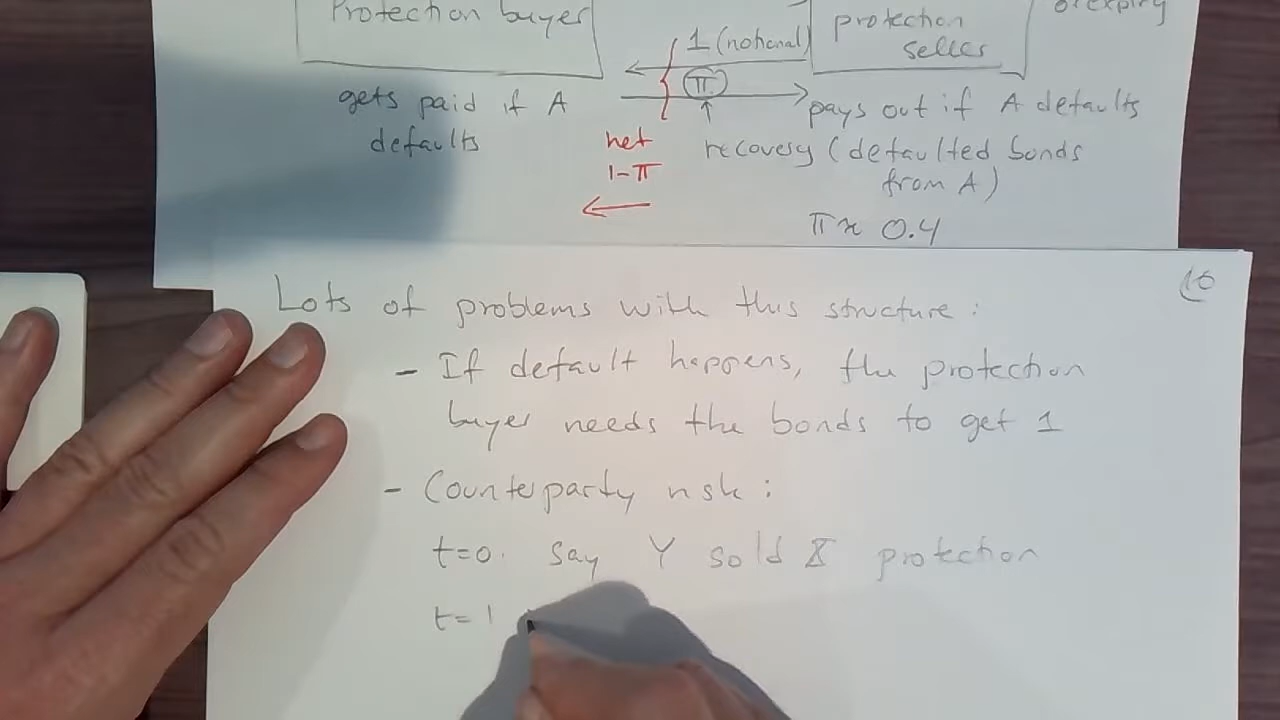 Protection buyer
protection
seller
or expiry
1 (notional)
π
gets paid if A
defaults
net
1-π
pays out if A defaults
recovery (defaulted bonds
from A)
π ≈ 0.4
10
Lots of problems with this structure:
- If default happens, the protection
buyer needs the bonds to get 1
- Counterparty risk:
t=0. say Y sold X protection
t=1